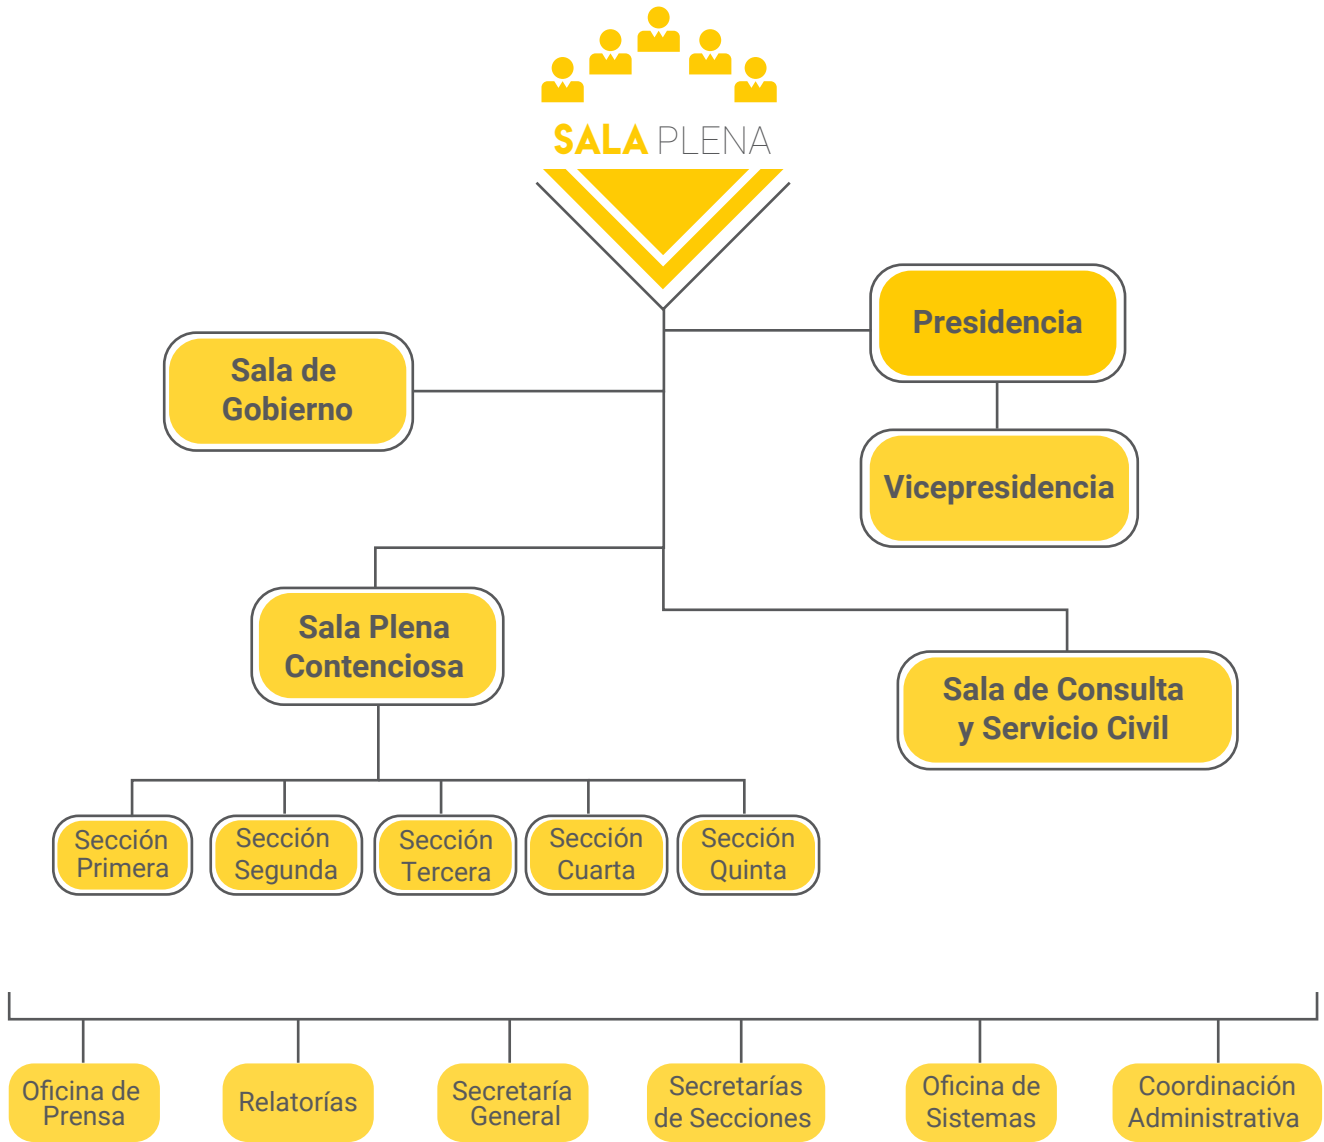 SALA PLENA
Presidencia
Sala de
Gobierno
Vicepresidencia
Sala Plena
Contenciosa
Sala de Consulta
y Servicio Civil
Sección
Primera
Sección
Segunda
Sección
Tercera
Sección
Cuarta
Sección
Quinta
Oficina de
Prensa
Relatorías
Secretaría
General
Secretarías
de Secciones
Oficina de
Sistemas
Coordinación
Administrativa